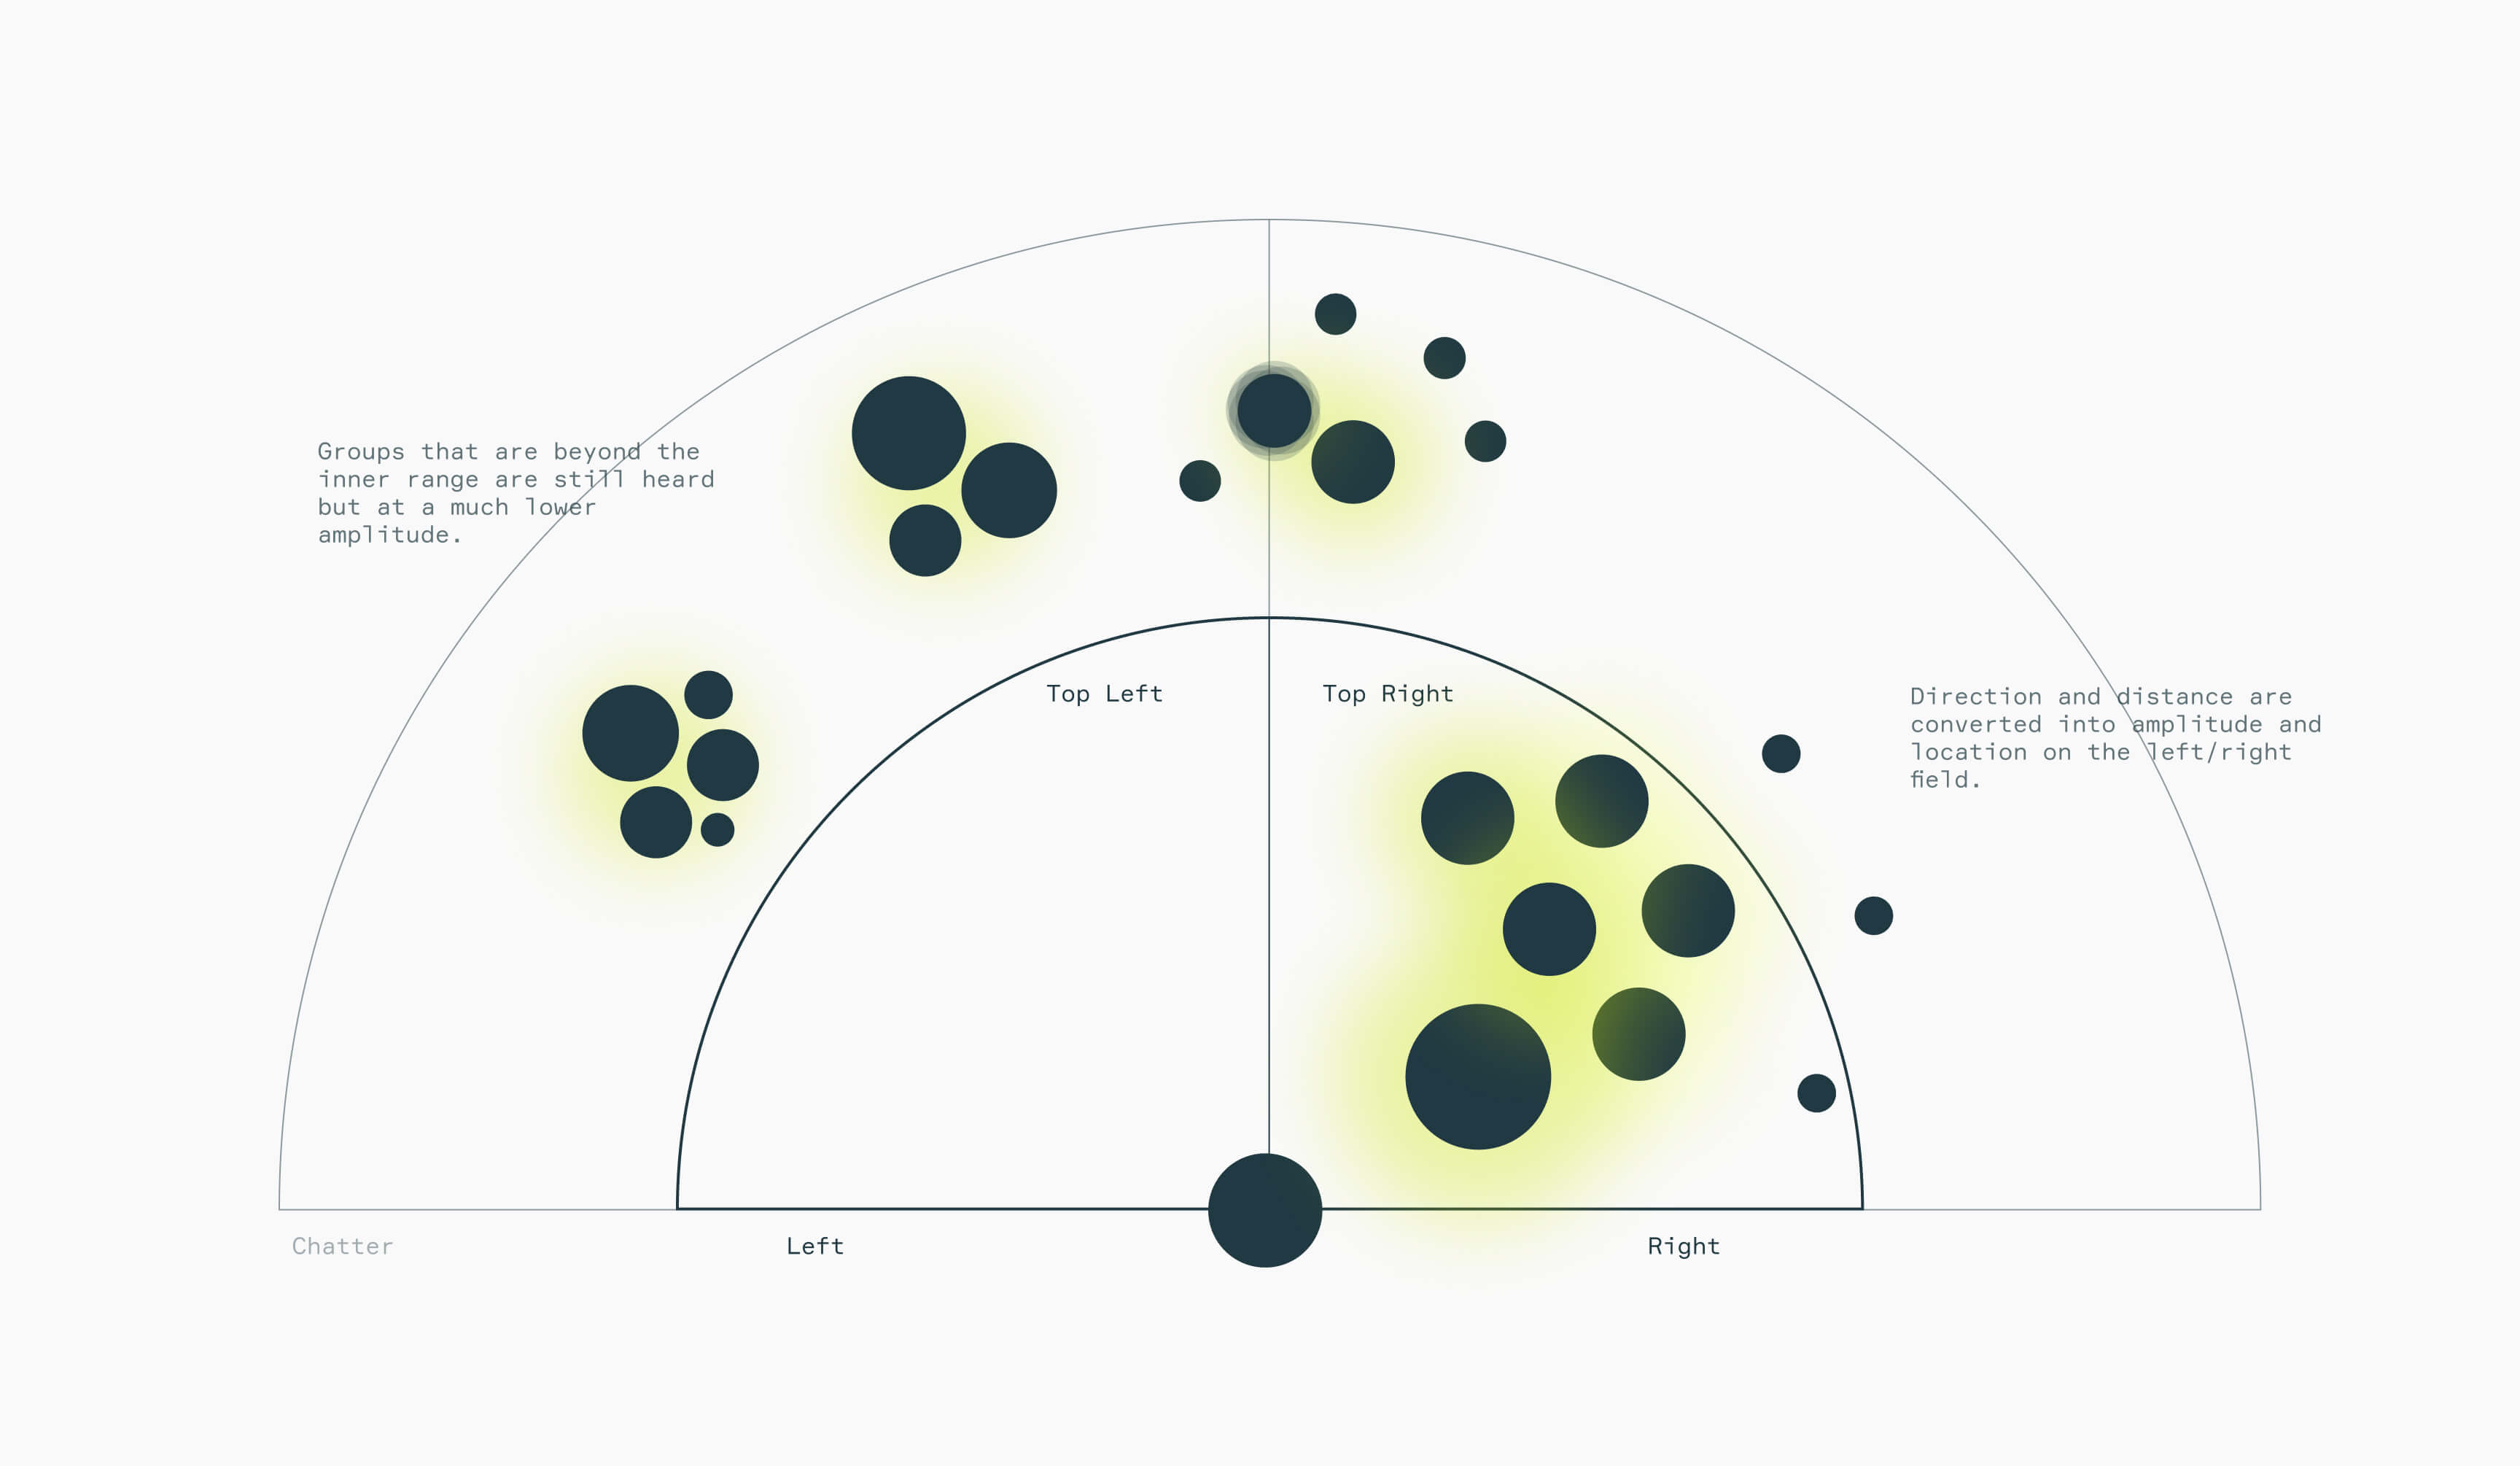 Groups that are beyond the
inner range are still heard
but at a much lower
amplitude.
Top Left
Top Right
Direction and distance are
converted into amplitude and
location on the left/right
field.
Chatter
Left
Right